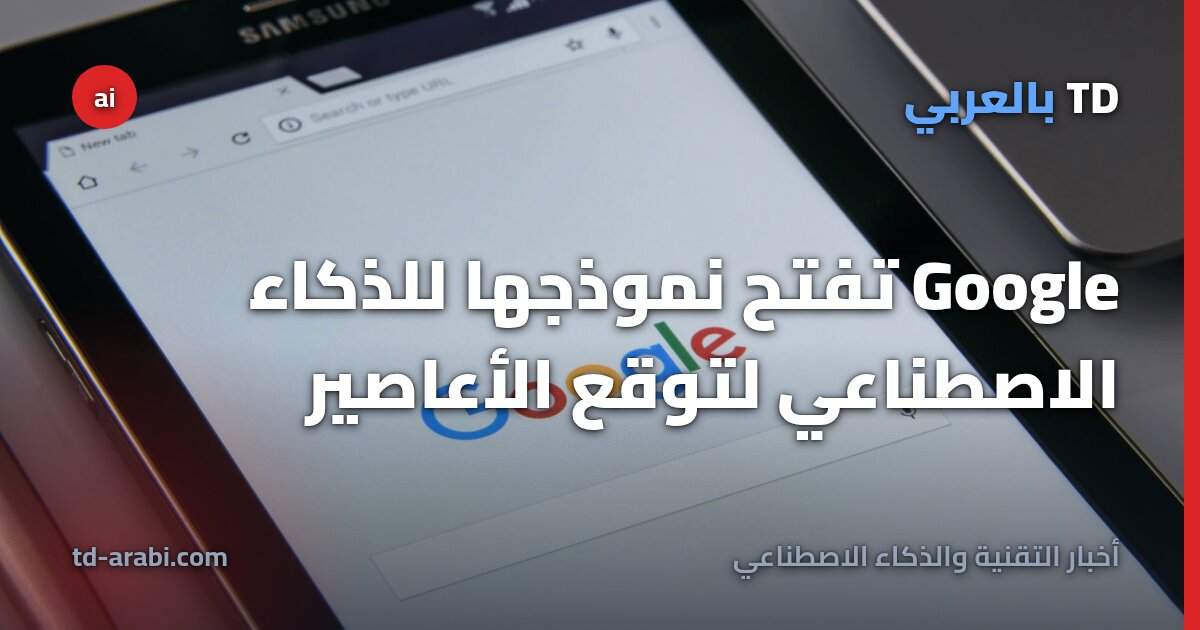 SAMSUNG
New tab
Search or type URL
ai
TD بالعربي
Google
Google تفتح نموذجها للذكاء
الاصطناعي لتوقع الأعاصير
td-arabi.com
أخبار التقنية والذكاء الاصطناعي